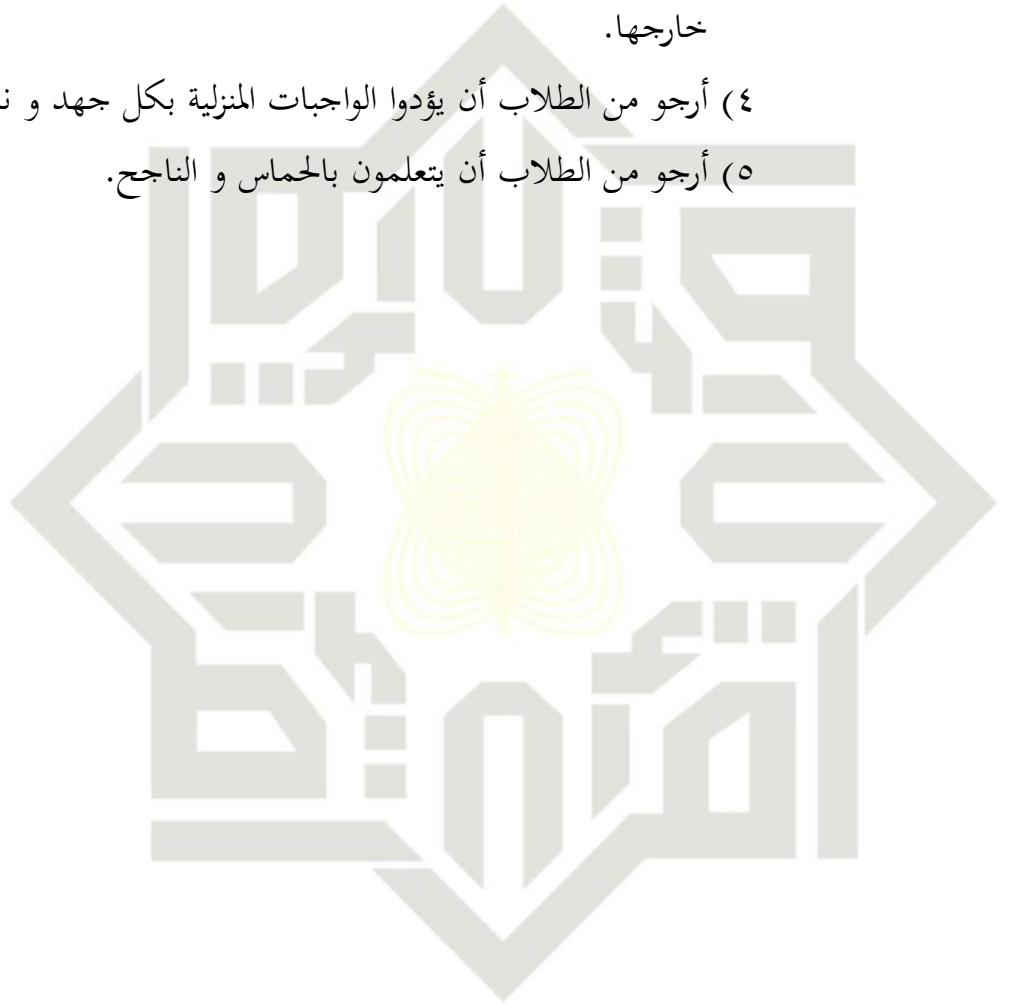 خارجها.
٤) أرجو من الطلاب أن يؤدوا الواجبات المنزلية بكل جهد و
٥) أرجو من الطلاب أن يتعلمون بالحماس و الناجح.